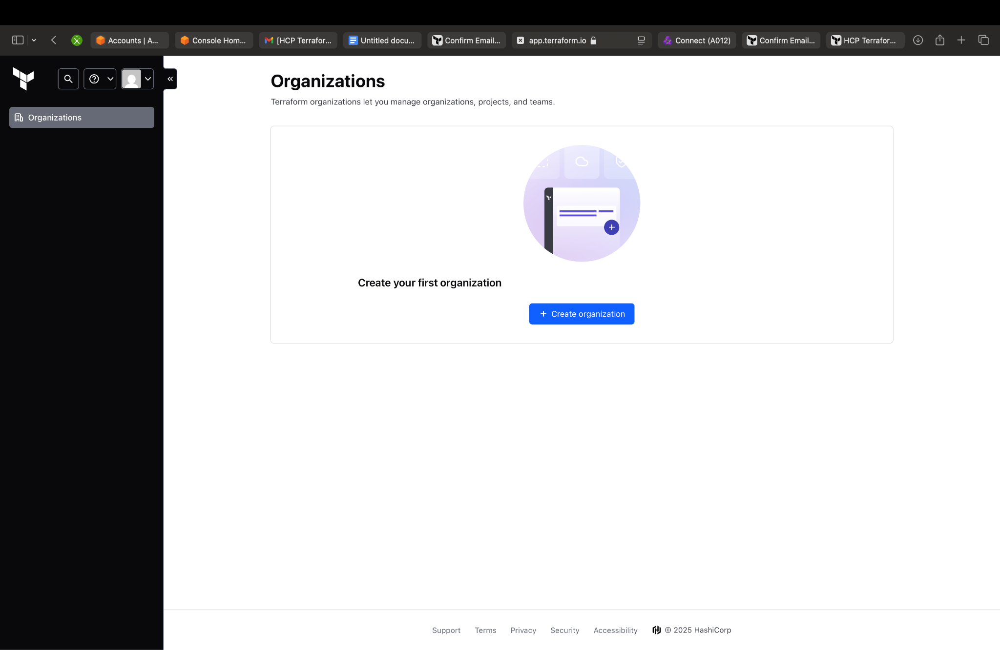 Accounts | A...
Console Hom...
[HCP Terrafor...
Untitled docu...
Confirm Email...
app.terraform.io
Connect (A012)
Confirm Email...
HCP Terrafor...
Organizations
Organizations
Terraform organizations let you manage organizations, projects, and teams.
Create your first organization
+ Create organization
Support
Terms
Privacy
Security
Accessibility
© 2025 HashiCorp